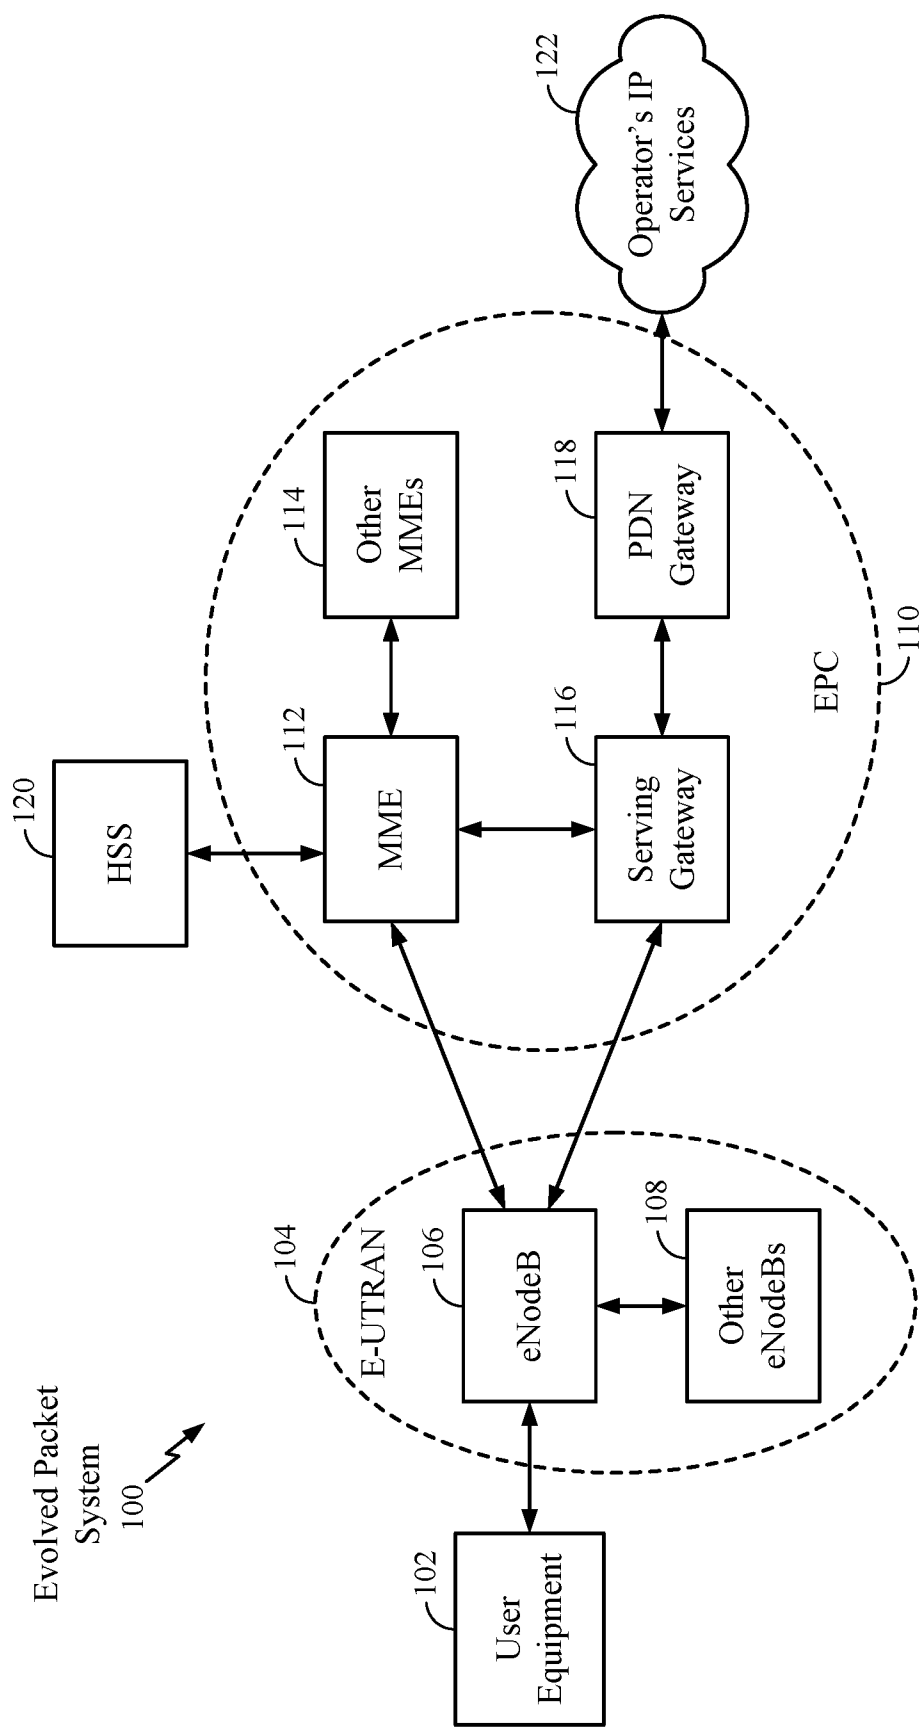 Evolved Packet
System
100
120
HSS
104
E-UTRAN
106
eNodeB
108
Other
eNodeBs
102
User
Equipment
112
MME
114
Other
MMEs
116
Serving
Gateway
118
PDN
Gateway
EPC
110
122
Operator's IP
Services